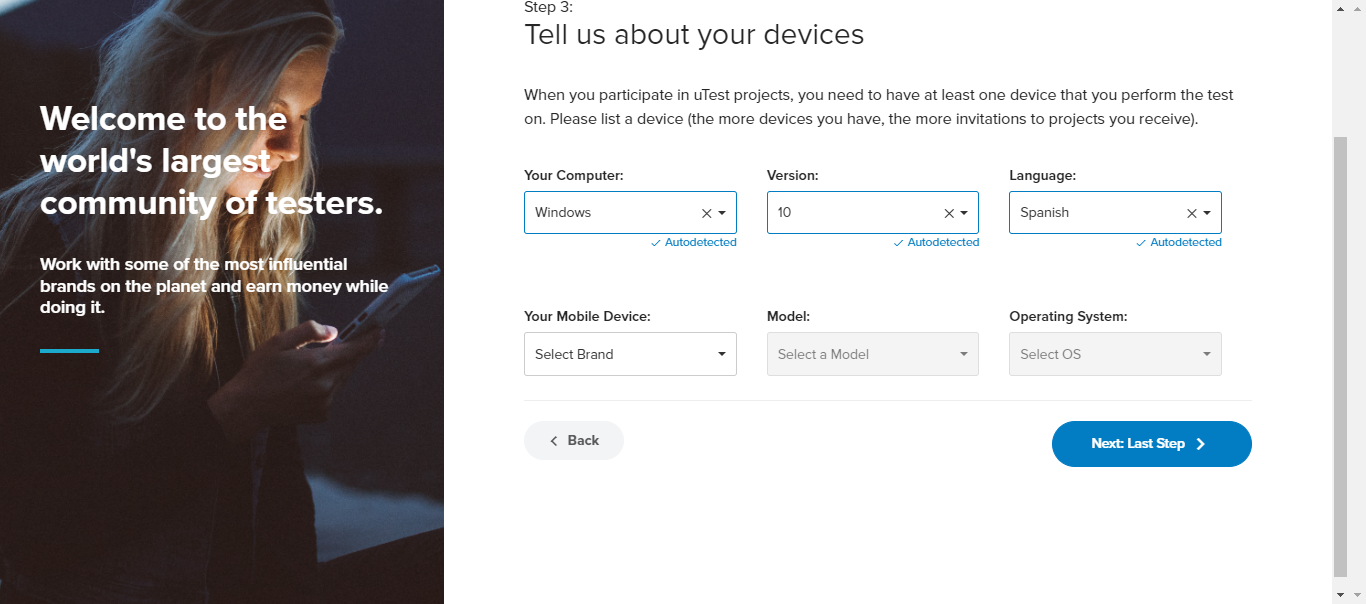 Welcome to the
world's largest
community of testers.
Work with some of the most influential
brands on the planet and earn money while
doing it.
Step 3:
Tell us about your devices
When you participate in uTest projects, you need to have at least one device that you perform the test
on. Please list a device (the more devices you have, the more invitations to projects you receive).
Your Computer: Version: Language:
Windows 10 Spanish
Autodetected Autodetected Autodetected
Your Mobile Device: Model: Operating System:
Select Brand Select a Model Select OS
Back Next: Last Step